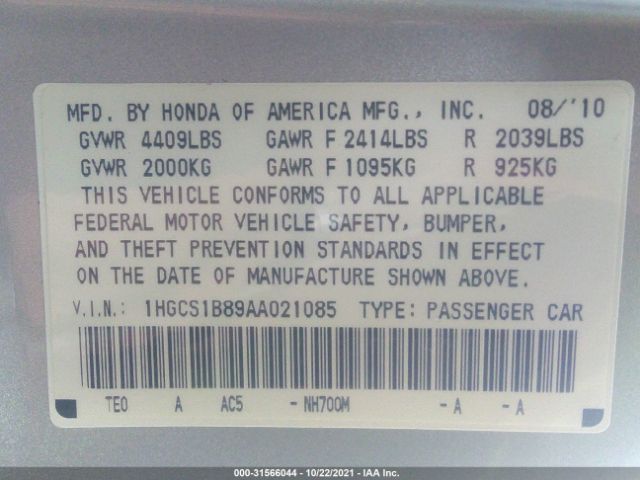 MFD. BY HONDA OF AMERICA MFG., INC. 08/'10
GVWR 4409LBS GAWR F 2414LBS R 2039LBS
GVWR 2000KG GAWR F 1095KG R 925KG
THIS VEHICLE CONFORMS TO ALL APPLICABLE
FEDERAL MOTOR VEHICLE SAFETY, BUMPER,
AND THEFT PREVENTION STANDARDS IN EFFECT
ON THE DATE OF MANUFACTURE SHOWN ABOVE.
V.I.N.: 1HGCS1B89AA021085 TYPE: PASSENGER CAR
TE0 A AC5 - NH700M - A - A
000-31566044 - 10/22/2021 - IAA Inc.